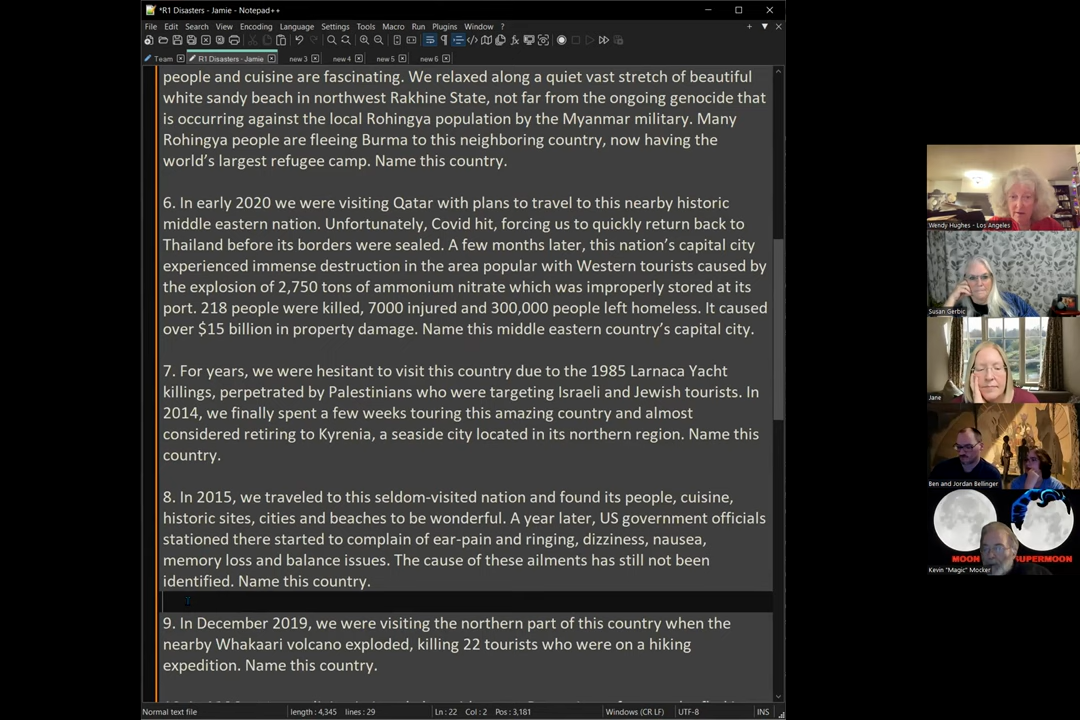 *R1 Disasters - Jamie - Notepad++
File Edit Search View Encoding Language Settings Tools Macro Run Plugins Window ?
Team R1 Disasters - Jamie new 3 new 4 new 5 new 6
people and cuisine are fascinating. We relaxed along a quiet vast stretch of beautiful
white sandy beach in northwest Rakhine State, not far from the ongoing genocide that
is occurring against the local Rohingya population by the Myanmar military. Many
Rohingya people are fleeing Burma to this neighboring country, now having the
world's largest refugee camp. Name this country.
6. In early 2020 we were visiting Qatar with plans to travel to this nearby historic
middle eastern nation. Unfortunately, Covid hit, forcing us to quickly return back to
Thailand before its borders were sealed. A few months later, this nation's capital city
experienced immense destruction in the area popular with Western tourists caused by
the explosion of 2,750 tons of ammonium nitrate which was improperly stored at its
port. 218 people were killed, 7000 injured and 300,000 people left homeless. It caused
over $15 billion in property damage. Name this middle eastern country's capital city.
7. For years, we were hesitant to visit this country due to the 1985 Larnaca Yacht
killings, perpetrated by Palestinians who were targeting Israeli and Jewish tourists. In
2014, we finally spent a few weeks touring this amazing country and almost
considered retiring to Kyrenia, a seaside city located in its northern region. Name this
country.
8. In 2015, we traveled to this seldom-visited nation and found its people, cuisine,
historic sites, cities and beaches to be wonderful. A year later, US government officials
stationed there started to complain of ear-pain and ringing, dizziness, nausea,
memory loss and balance issues. The cause of these ailments has still not been
identified. Name this country.
9. In December 2019, we were visiting the northern part of this country when the
nearby Whakaari volcano exploded, killing 22 tourists who were on a hiking
expedition. Name this country.
Normal text file length : 4,345 lines : 29 Ln : 22 Col : 2 Pos : 3,181 Windows (CR LF) UTF-8 INS
Wendy Hughes - Los Angeles
Susan Gerbic
Jane
Ben and Jordan Bellinger
MOON SUPERMOON
Kevin "Magic" Mocker